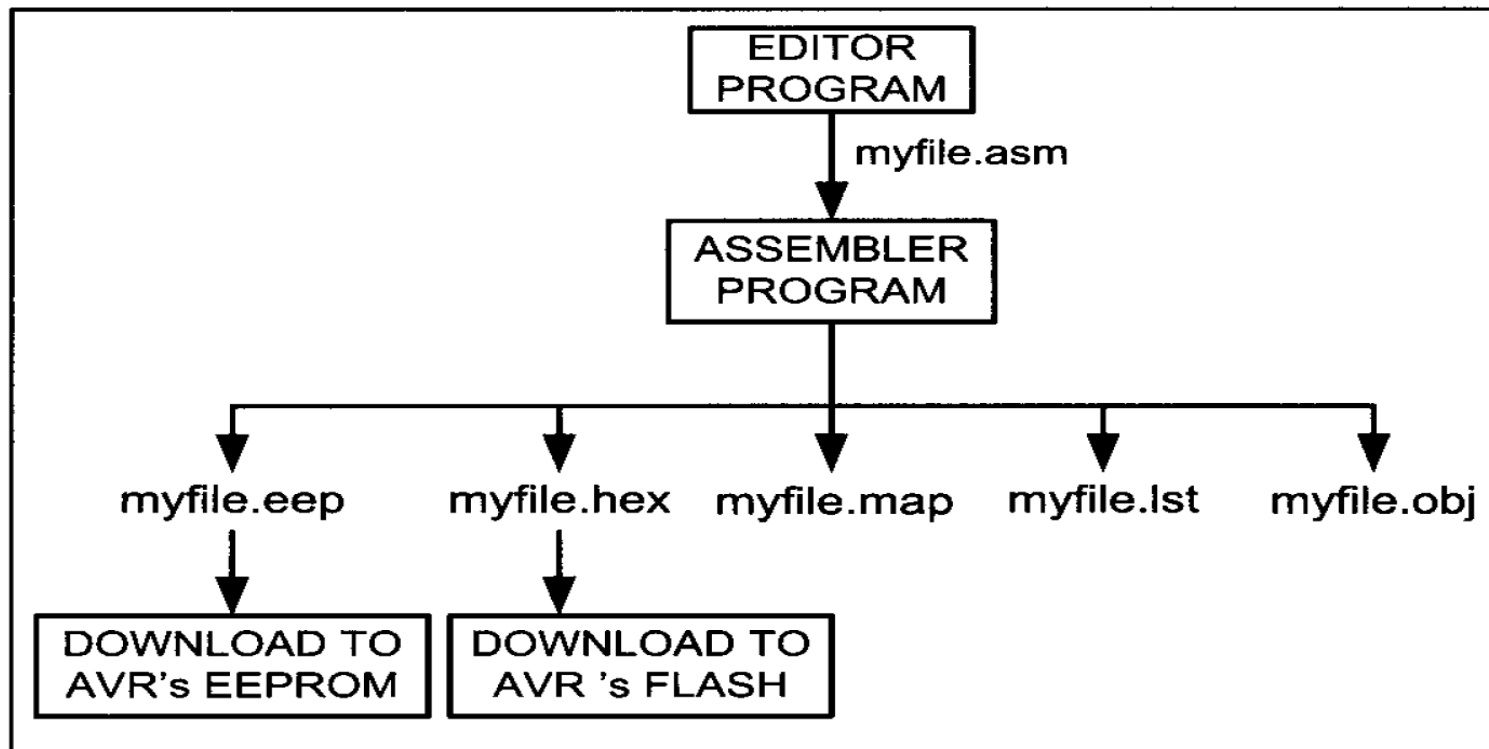 EDITOR
PROGRAM
myfile.asm
ASSEMBLER
PROGRAM
myfile.eep
myfile.hex
myfile.map
myfile.lst
myfile.obj
DOWNLOAD TO
AVR's EEPROM
DOWNLOAD TO
AVR 's FLASH